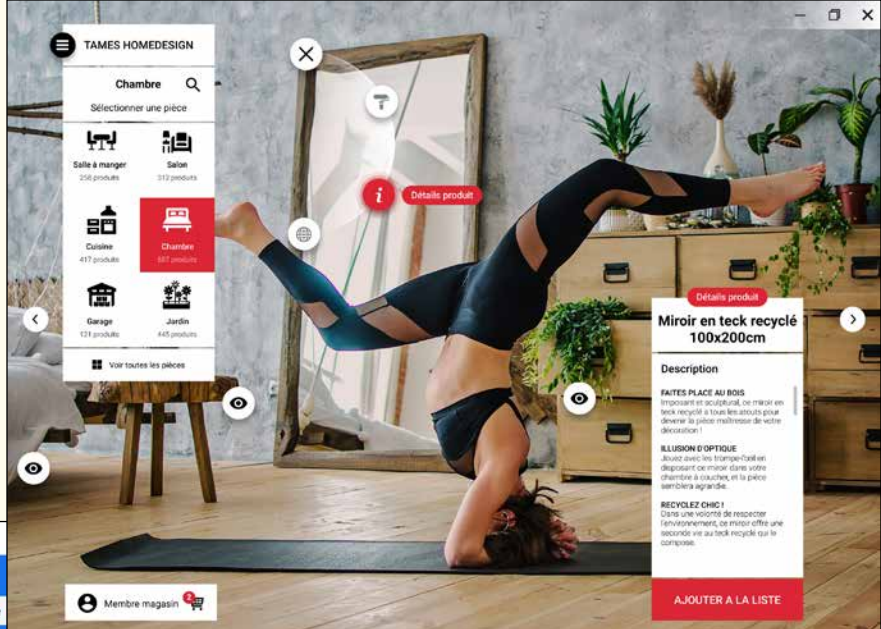 TAMES HOMEDESIGN
Chambre
Sélectionner une pièce
Salle à manger
258 produits
Salon
312 produits
Cuisine
417 produits
Chambre
687 produits
Garage
121 produits
Jardin
445 produits
Voir toutes les pièces
Membre magasin 2
i Détails produit
Détails produit
Miroir en teck recyclé
100x200cm
Description
FAITES PLACE AU BOIS
Imposant et sculptural, ce miroir en
teck recyclé a tous les atouts pour
devenir la pièce maîtresse de votre
décoration !
ILLUSION D'OPTIQUE
Jouez avec les trompe-l'œil en
disposant ce miroir dans votre
chambre à coucher, et la pièce
semblera agrandie.
RECYCLEZ CHIC !
Dans une volonté de respecter
l'environnement, ce miroir offre une
seconde vie au teck recyclé qui le
compose.
AJOUTER A LA LISTE